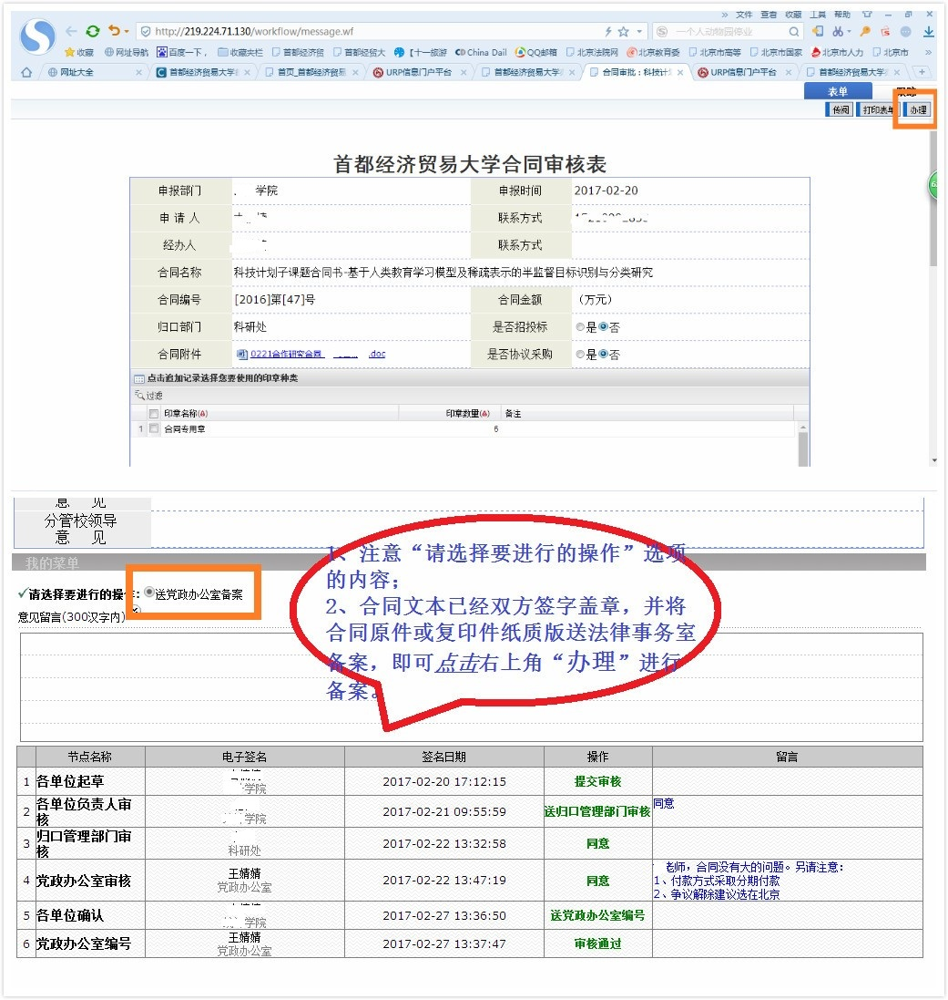 » 文件 查看 收藏 工具 帮助
http://219.224.71.130/workflow/message.wf 一个人动物园停业
收藏 网址导航 百度一下， 收藏夹栏 首都经济贸 首都经贸大 【十一旅游 China Dail QQ邮箱 北京法院网 北京教育委 北京市高等 北京市国家 北京市人力 北京市 »
网址大全 首都经济贸易大学 首页_首都经济贸易 URP信息门户平台 首都经济贸易大学 合同审批：科技计 URP信息门户平台 首都经济贸易大学
表单 跟踪
传阅 打印表单 办理
首都经济贸易大学合同审核表
申报部门 学院 申报时间 2017-02-20
申 请 人 联系方式
经办人 联系方式
合同名称 科技计划子课题合同书-基于人类教育学习模型及稀疏表示的半监督目标识别与分类研究
合同编号 [2016]第[47]号 合同金额 （万元）
归口部门 科研处 是否招投标 是 否
合同附件 0221合作研究合同 .doc 是否协议采购 是 否
点击追加记录选择您要使用的印章种类
过滤
印章名称(A) 印章数量(A) 备注
1 合同专用章 6
意 见
分管校领导
意 见
我的菜单
✓请选择要进行的操作: 送党政办公室备案
意见留言(300汉字内)
1、注意“请选择要进行的操作”选项
的内容；
2、合同文本已经双方签字盖章，并将
合同原件或复印件纸质版送法律事务室
备案，即可点击右上角“办理”进行
备案。
节点名称 电子签名 签名日期 操作 留言
1 各单位起草 学院 2017-02-20 17:12:15 提交审核
2 各单位负责人审核 学院 2017-02-21 09:55:59 送归口管理部门审核 同意
3 归口管理部门审核 科研处 2017-02-22 13:32:58 同意
4 党政办公室审核 王婧婧 党政办公室 2017-02-22 13:47:19 同意 老师，合同没有大的问题。另请注意：
1、付款方式采取分期付款
2、争议解除建议选在北京
5 各单位确认 学院 2017-02-27 13:36:50 送党政办公室编号
6 党政办公室编号 王婧婧 党政办公室 2017-02-27 13:37:47 审核通过